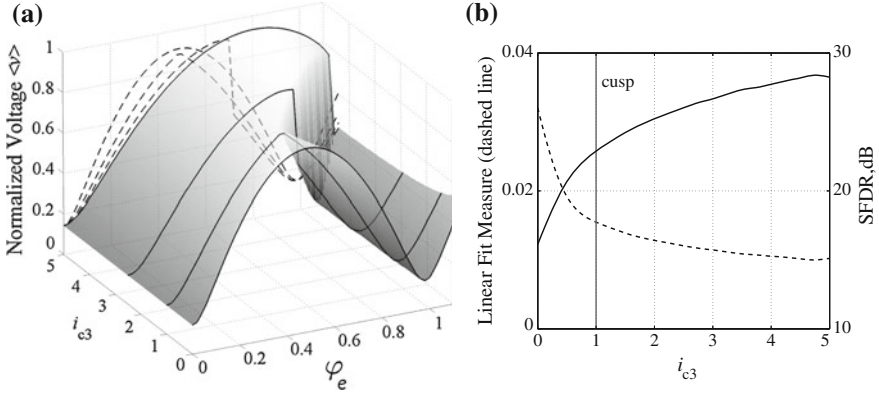 (a)
Normalized Voltage <v>
1
0.8
0.6
0.4
0.2
0
5
4
3
2
1
0
i_c3
0
0.2
0.4
0.6
0.8
1
φ_e
(b)
Linear Fit Measure (dashed line)
0.04
0.02
0
cusp
30
20
10
SFDR,dB
0 1 2 3 4 5
i_c3